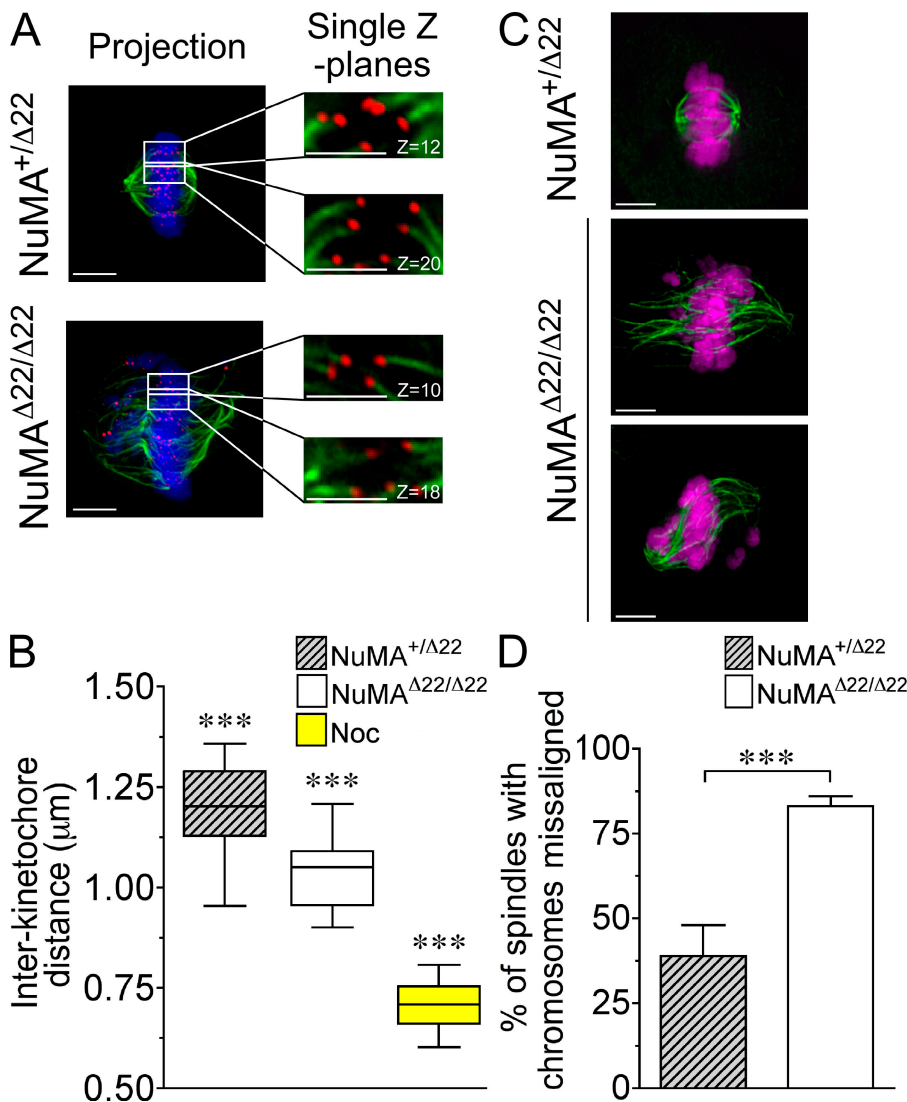 A
Projection
Single Z
-planes
NuMA+/Δ22
Z=12
Z=20
NuMAΔ22/Δ22
Z=10
Z=18
C
NuMA+/Δ22
NuMAΔ22/Δ22
B
NuMA+/Δ22
NuMAΔ22/Δ22
Noc
Inter-kinetochore
distance (μm)
1.50
1.25
1.00
0.75
0.50
***
***
***
D
NuMA+/Δ22
NuMAΔ22/Δ22
% of spindles with
chromosomes missaligned
100
75
50
25
0
***